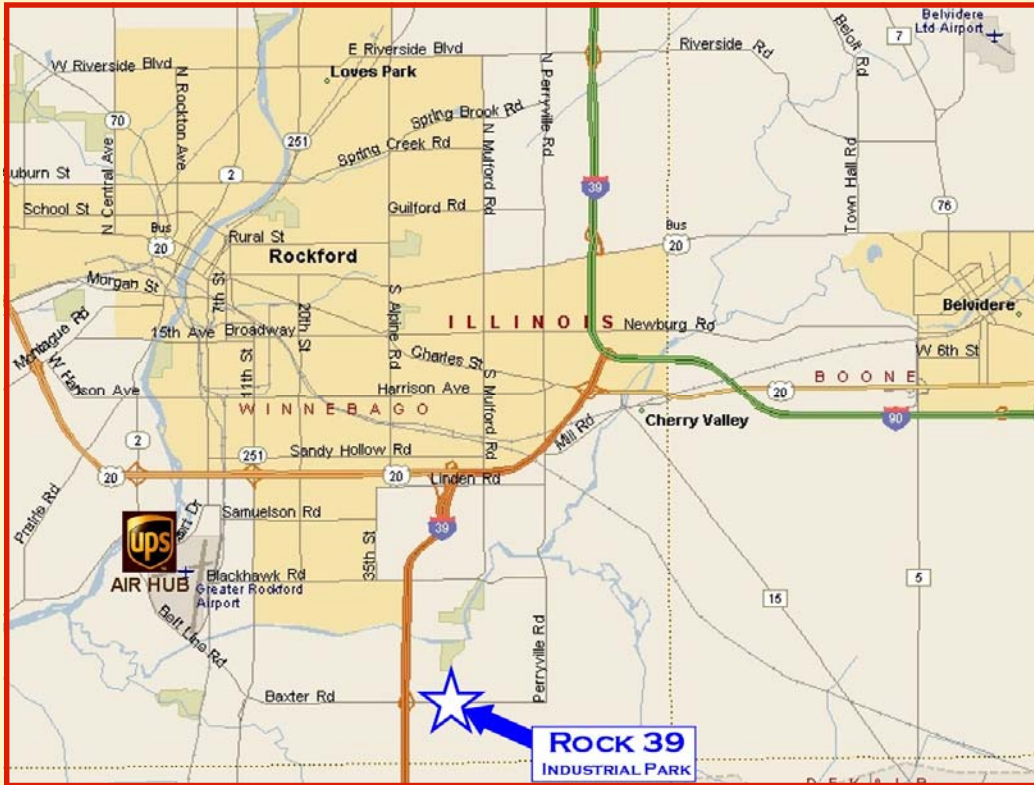 Belvidere
Ltd Airport
7
Beloit Rd
E Riverside Blvd
Riverside Rd
W Riverside Blvd
Loves Park
N Rockton Ave
N Perryville Rd
70
Spring Brook Rd
251
Spring Creek Rd
N Mulford Rd
N Central Ave
2
39
Town Hall Rd
School St
Guilford Rd
76
Bus
20
Rural St
Bus
20
Rockford
Morgan St
7th St
20th St
S Alpine Rd
Belvidere
ILLINOIS
Newburg Rd
15th Ave
Broadway
Montague Rd
Charles St
W 6th St
11th St
Harrison Ave
S Mulford Rd
BOONE
20
WINNEBAGO
Cherry Valley
90
2
Mill Rd
251
Sandy Hollow Rd
20
20
Linden Rd
Prairie Rd
Samuelson Rd
39
ups
35th St
AIR HUB
Blackhawk Rd
5
Greater Rockford
Airport
15
Belt Line Rd
Perryville Rd
Baxter Rd
ROCK 39
INDUSTRIAL PARK